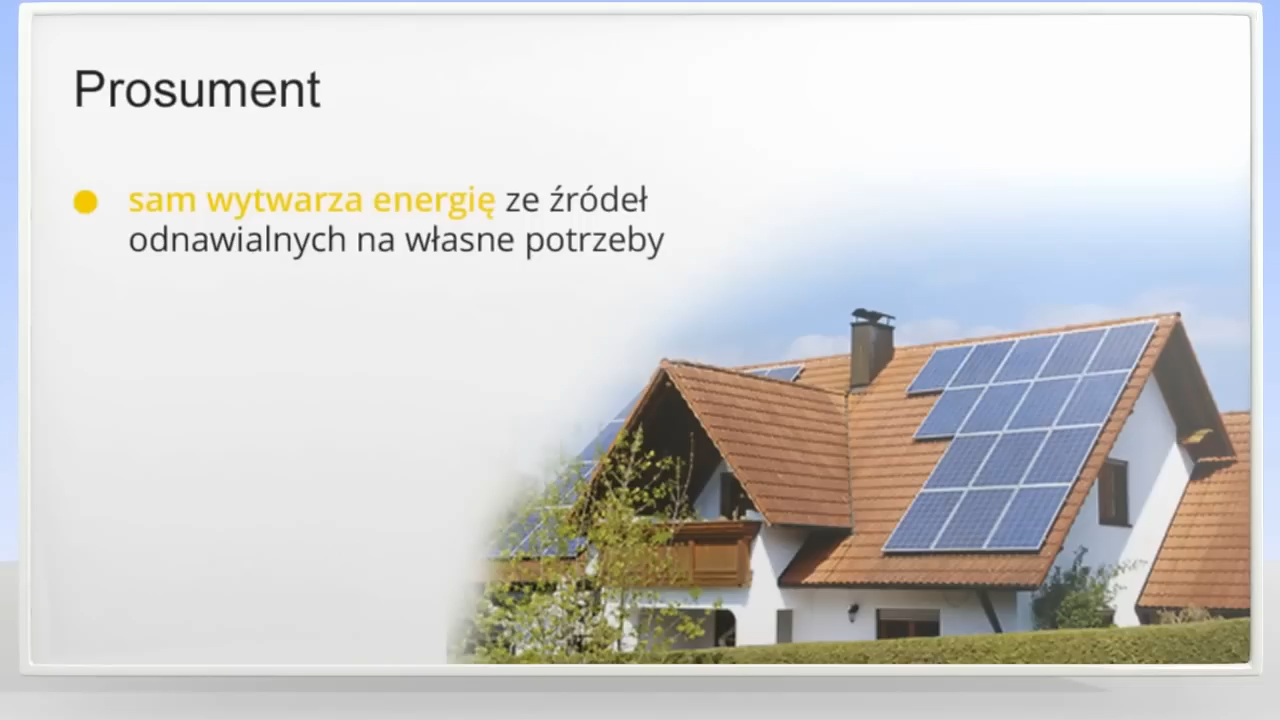 Prosument
sam wytwarza energię ze źródeł
odnawialnych na własne potrzeby